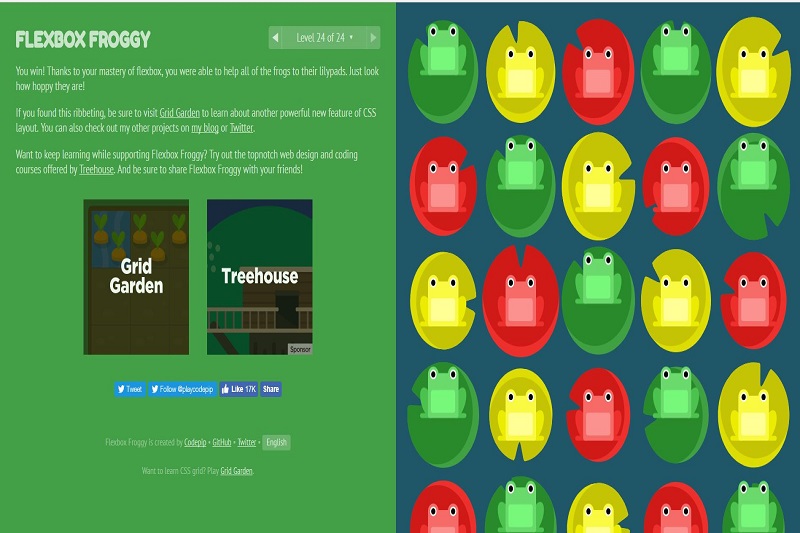 FLEXBOX FROGGY
Level 24 of 24
You win! Thanks to your mastery of flexbox, you were able to help all of the frogs to their lilypads. Just look
how hoppy they are!
If you found this ribbeting, be sure to visit Grid Garden to learn about another powerful new feature of CSS
layout. You can also check out my other projects on my blog or Twitter.
Want to keep learning while supporting Flexbox Froggy? Try out the topnotch web design and coding
courses offered by Treehouse. And be sure to share Flexbox Froggy with your friends!
Grid
Garden
Treehouse
Sponsor
Tweet
Follow @playcodepip
Like 17K
Share
Flexbox Froggy is created by Codepip • GitHub • Twitter • English
Want to learn CSS grid? Play Grid Garden.